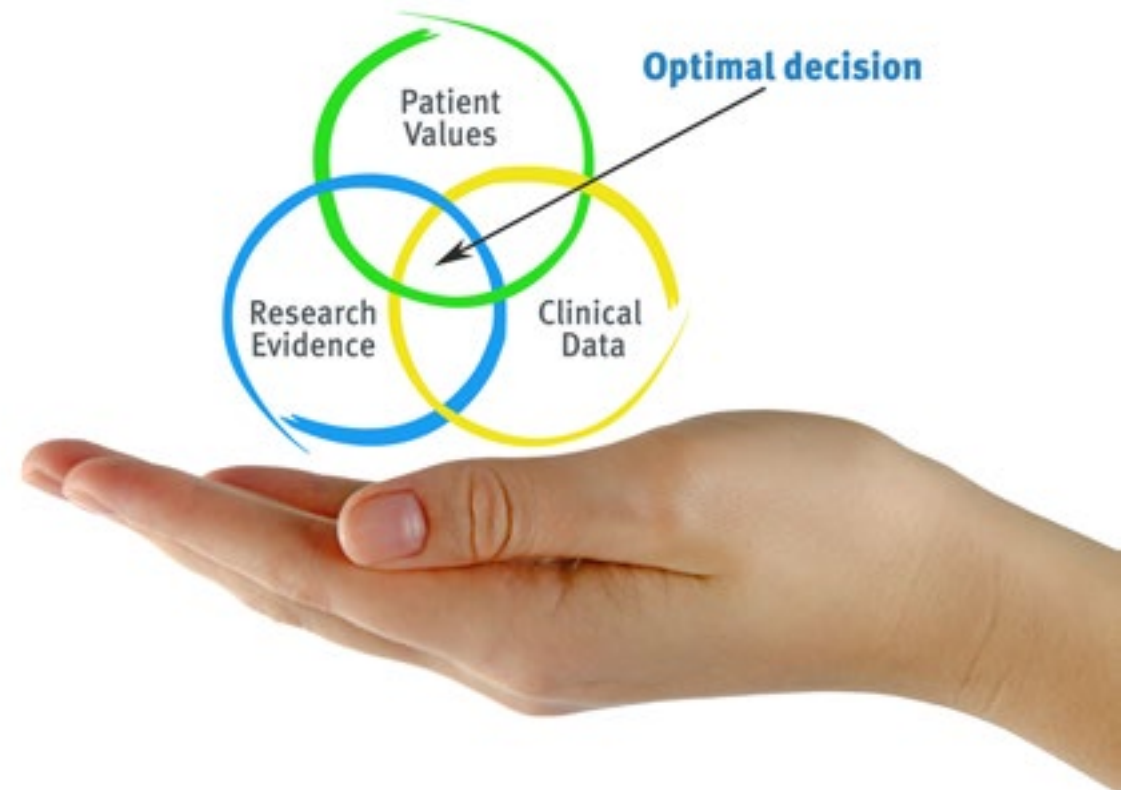 Patient
Values
Optimal decision
Research
Evidence
Clinical
Data